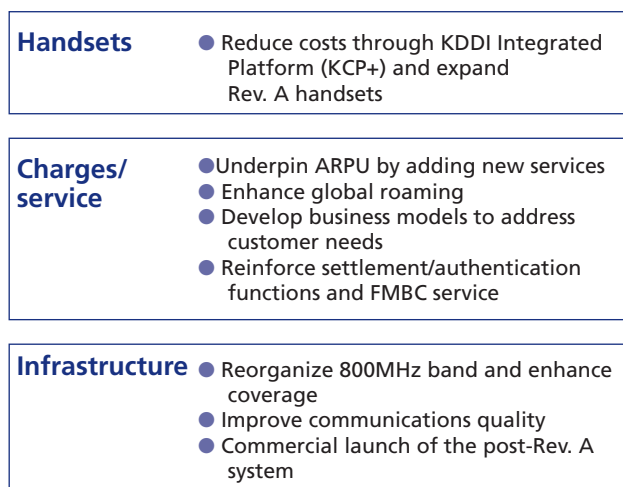 Handsets
● Reduce costs through KDDI Integrated
Platform (KCP+) and expand
Rev. A handsets
Charges/
service
●Underpin ARPU by adding new services
● Enhance global roaming
● Develop business models to address
customer needs
● Reinforce settlement/authentication
functions and FMBC service
Infrastructure
● Reorganize 800MHz band and enhance
coverage
● Improve communications quality
● Commercial launch of the post-Rev. A
system